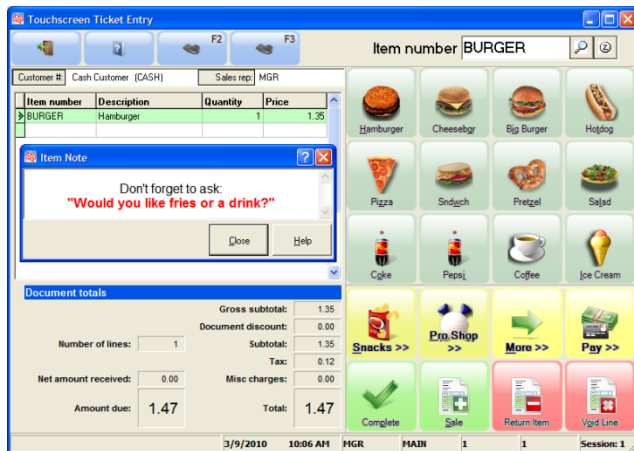 Touchscreen Ticket Entry
F2
F3
Item number BURGER
Customer #: Cash Customer (CASH) Sales rep: MGR
Item number Description Quantity Price
BURGER Hamburger 1 1.35
Item Note
Don't forget to ask:
"Would you like fries or a drink?"
Close Help
Hamburger Cheesebgr Big Burger Hotdog
Pizza Sndwch Pretzel Salad
Coke Pepsi Coffee Ice Cream
Snacks >> Pro Shop >> More >> Pay >>
Complete Sale Return Item Void Line
Document totals
Gross subtotal: 1.35
Document discount: 0.00
Number of lines: 1 Subtotal: 1.35
Tax: 0.12
Net amount received: 0.00 Misc charges: 0.00
Amount due: 1.47 Total: 1.47
3/9/2010 10:06 AM MGR MAIN 1 1 Session: 1